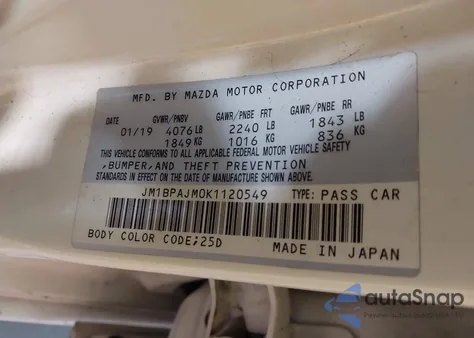 MFD. BY MAZDA MOTOR CORPORATION
DATE GVWR/PNBV GAWR/PNBE FRT GAWR/PNBE RR
01/19 4076 LB 2240 LB 1843 LB
1849 KG 1016 KG 836 KG
THIS VEHICLE CONFORMS TO ALL APPLICABLE FEDERAL MOTOR VEHICLE SAFETY
,BUMPER,AND THEFT PREVENTION
STANDARDS IN EFFECT ON THE DATE OF MANUFACTURE SHOWN ABOVE.
JM1BPAJM0K1120549 TYPE: PASS CAR
BODY COLOR CODE;25D MADE IN JAPAN
autoSnap